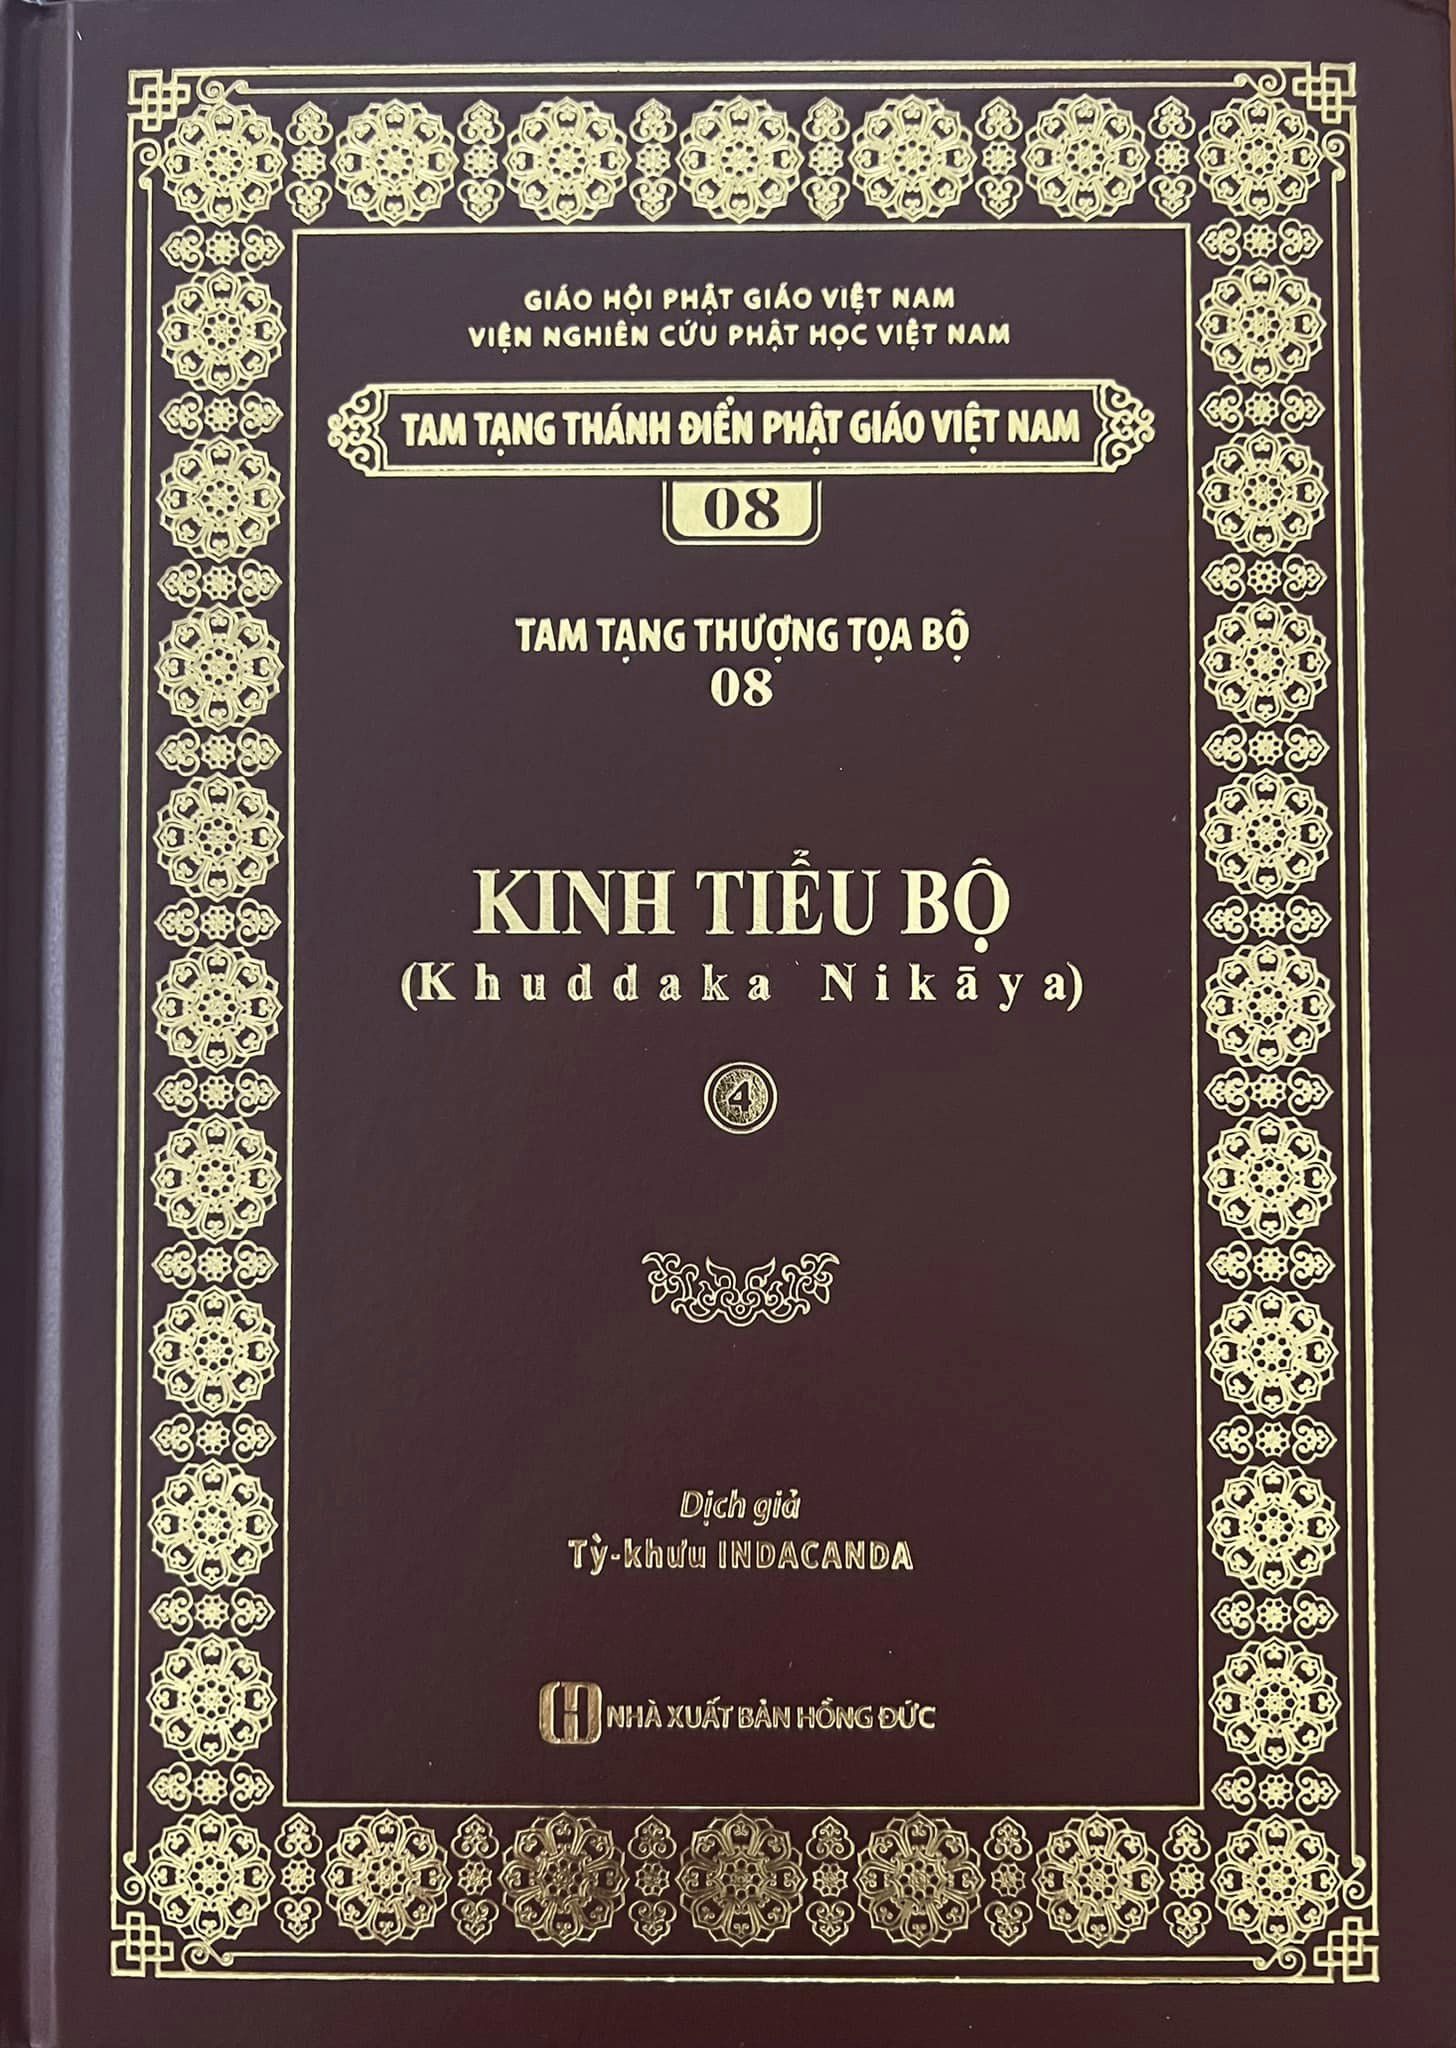 GIÁO HỘI PHẬT GIÁO VIỆT NAM
VIỆN NGHIÊN CỨU PHẬT HỌC VIỆT NAM
TAM TẠNG THÁNH ĐIỂN PHẬT GIÁO VIỆT NAM
08
TAM TẠNG THƯỢNG TỌA BỘ
08
KINH TIỂU BỘ
(Khuddaka Nikāya)
4
Dịch giả
Tỳ-khưu INDACANDA
NHÀ XUẤT BẢN HỒNG ĐỨC